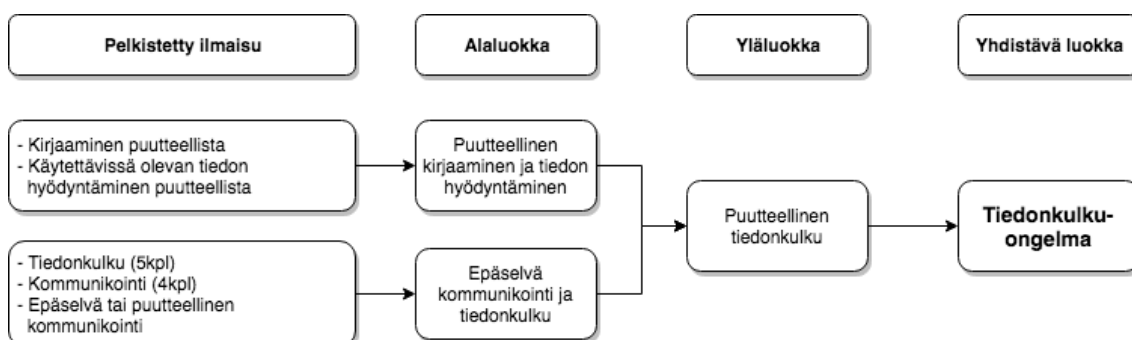 Pelkistetty ilmaisu
Alaluokka
Yläluokka
Yhdistävä luokka
- Kirjaaminen puutteellista
- Käytettävissä olevan tiedon
hyödyntäminen puutteellista
Puutteellinen
kirjaaminen ja tiedon
hyödyntäminen
- Tiedonkulku (5kpl)
- Kommunikointi (4kpl)
- Epäselvä tai puutteellinen
kommunikointi
Epäselvä
kommunikointi ja
tiedonkulku
Puutteellinen
tiedonkulku
Tiedonkulku-
ongelma